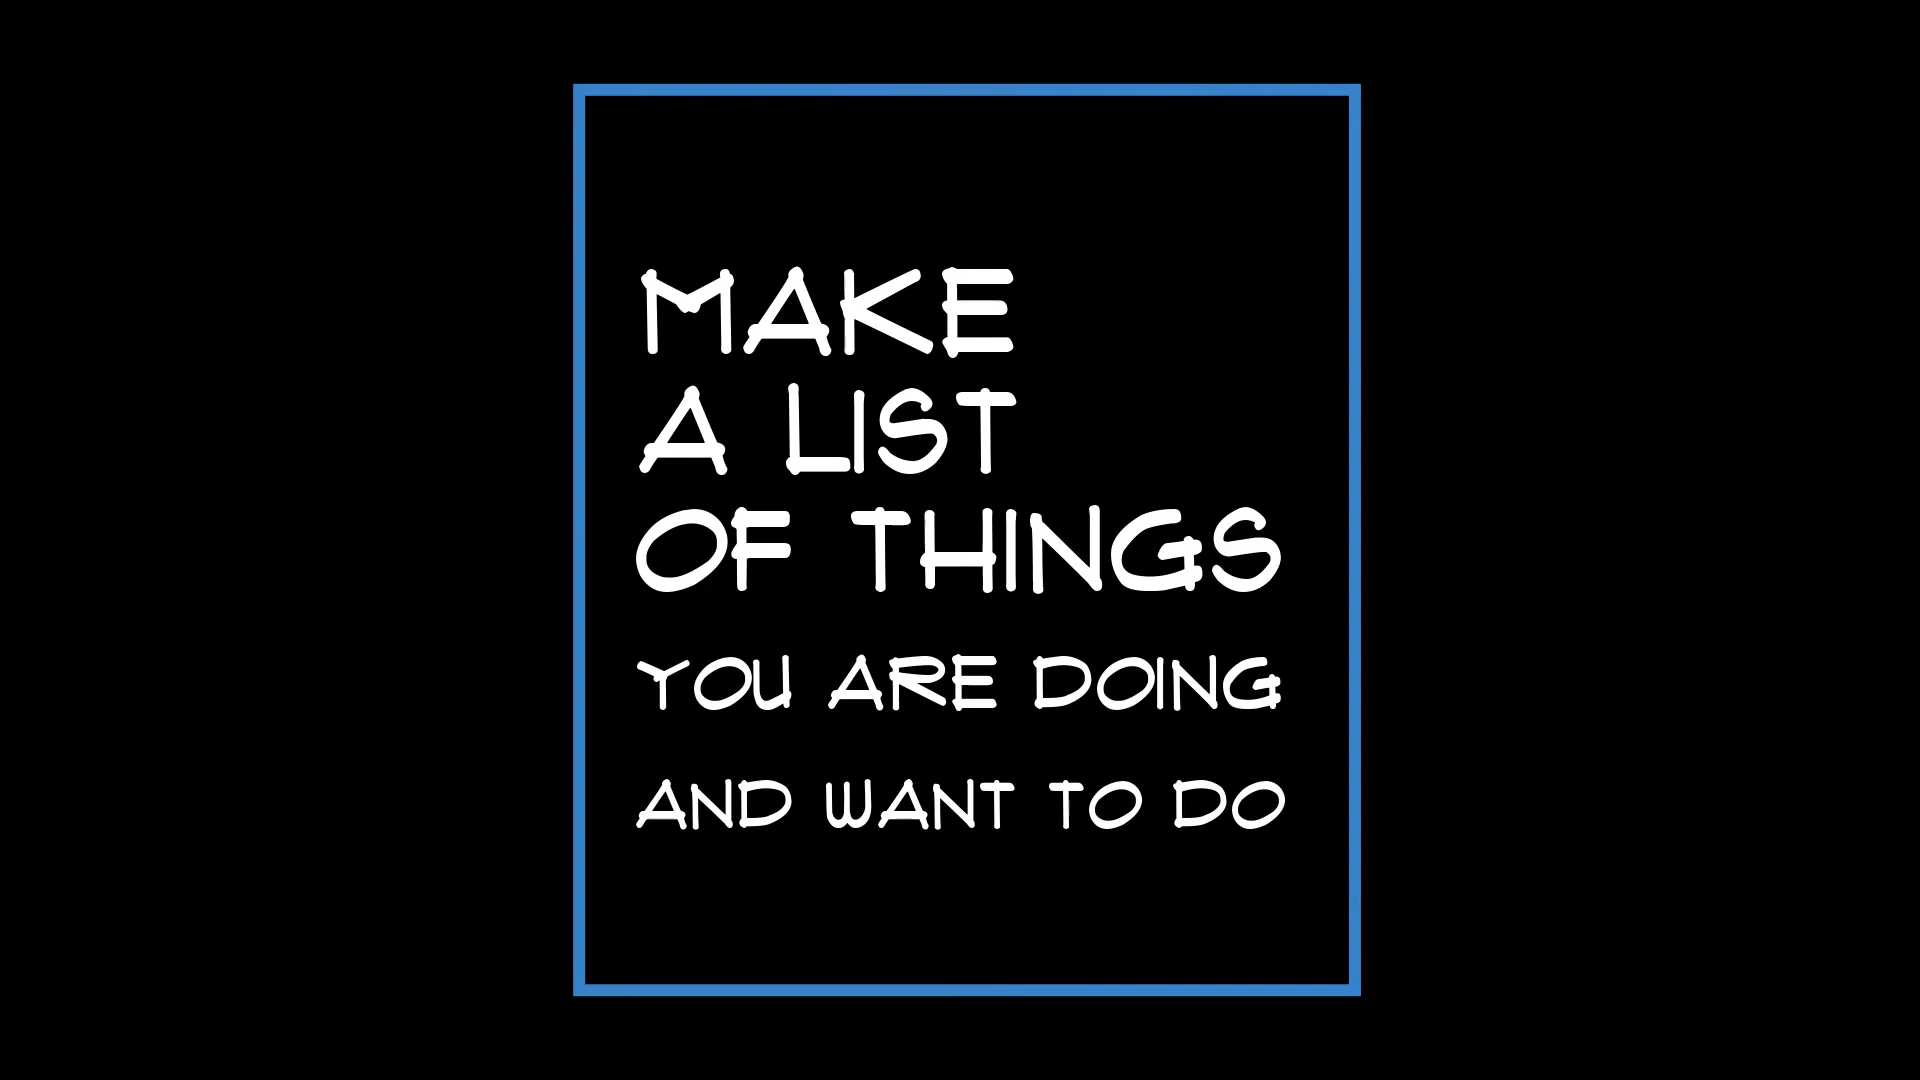 MAKE
A LIST
OF THINGS
YOU ARE DOING
AND WANT TO DO